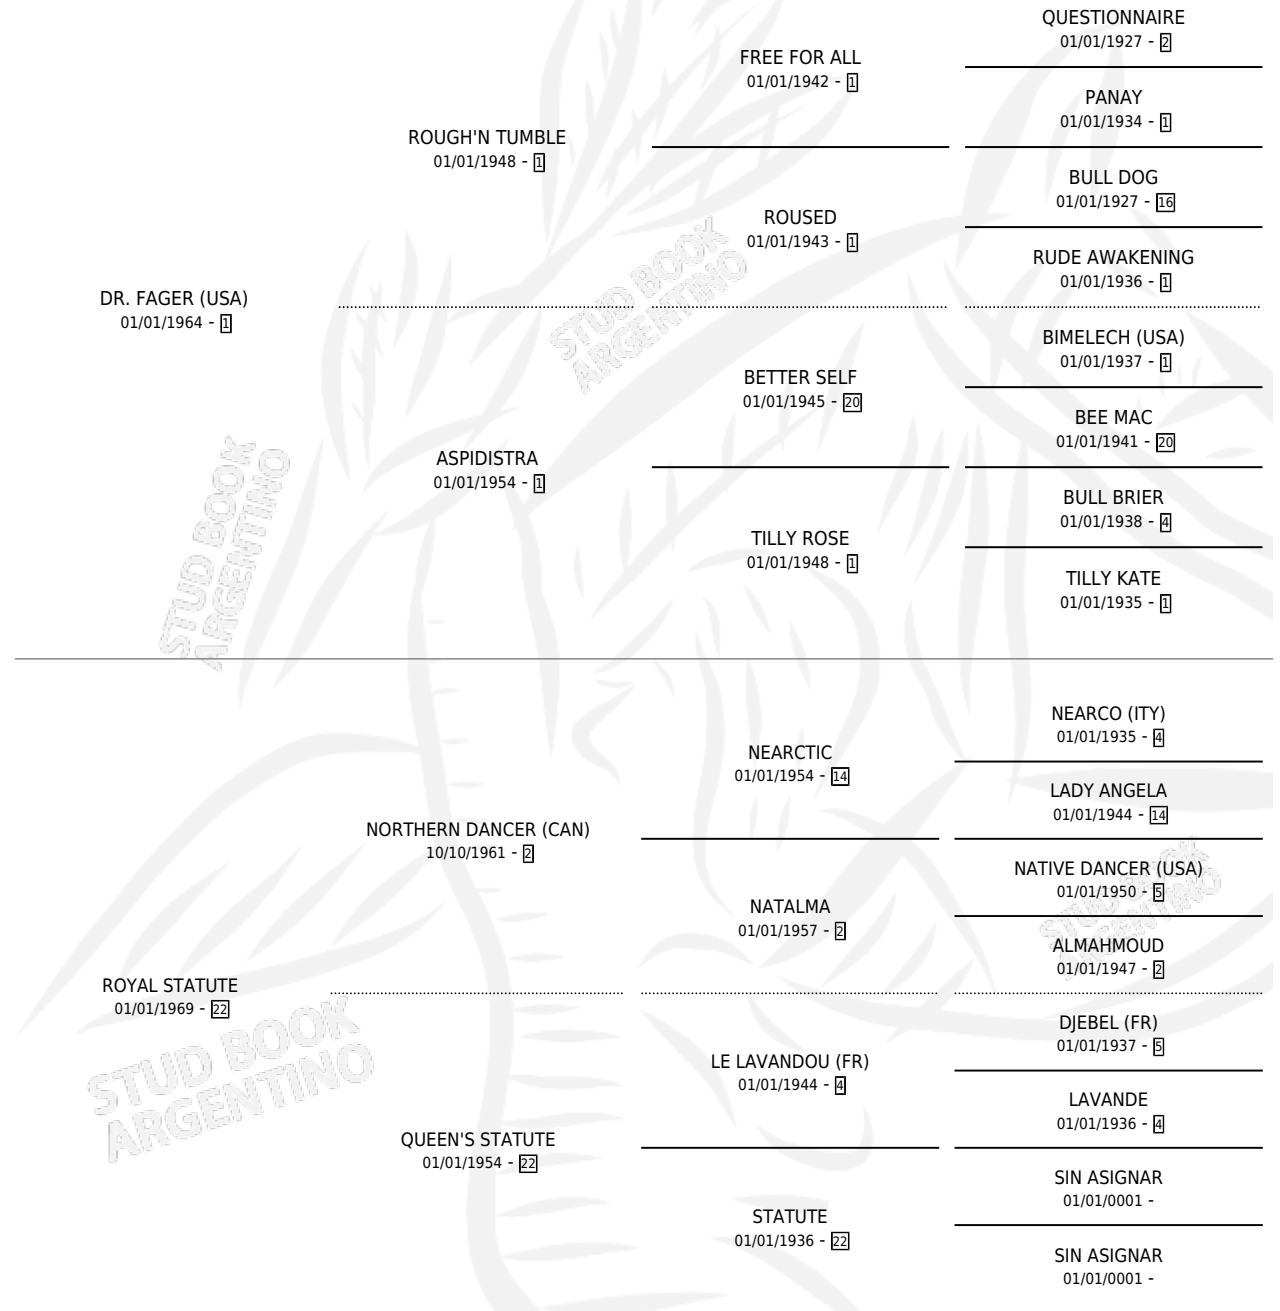 QUESTIONNAIRE
01/01/1927 - 2
FREE FOR ALL
01/01/1942 - 1
PANAY
01/01/1934 - 1
ROUGH'N TUMBLE
01/01/1948 - 1
BULL DOG
01/01/1927 - 16
ROUSED
01/01/1943 - 1
RUDE AWAKENING
01/01/1936 - 1
DR. FAGER (USA)
01/01/1964 - 1
STUD BOOK
ARGENTINO
BIMELECH (USA)
01/01/1937 - 1
BETTER SELF
01/01/1945 - 20
BEE MAC
01/01/1941 - 20
ASPIDISTRA
01/01/1954 - 1
BULL BRIER
01/01/1938 - 4
TILLY ROSE
01/01/1948 - 1
TILLY KATE
01/01/1935 - 1
STUD BOOK
ARGENTINO
NEARCO (ITY)
01/01/1935 - 4
NEARCTIC
01/01/1954 - 14
LADY ANGELA
01/01/1944 - 14
NORTHERN DANCER (CAN)
10/10/1961 - 2
NATIVE DANCER (USA)
01/01/1950 - 5
STUD BOOK
ARGENTINO
NATALMA
01/01/1957 - 2
ALMAHMOUD
01/01/1947 - 2
ROYAL STATUTE
01/01/1969 - 22
DJEBEL (FR)
01/01/1937 - 5
STUD BOOK
ARGENTINO
LE LAVANDOU (FR)
01/01/1944 - 4
LAVANDE
01/01/1936 - 4
QUEEN'S STATUTE
01/01/1954 - 22
SIN ASIGNAR
01/01/0001 -
STATUTE
01/01/1936 - 22
SIN ASIGNAR
01/01/0001 -